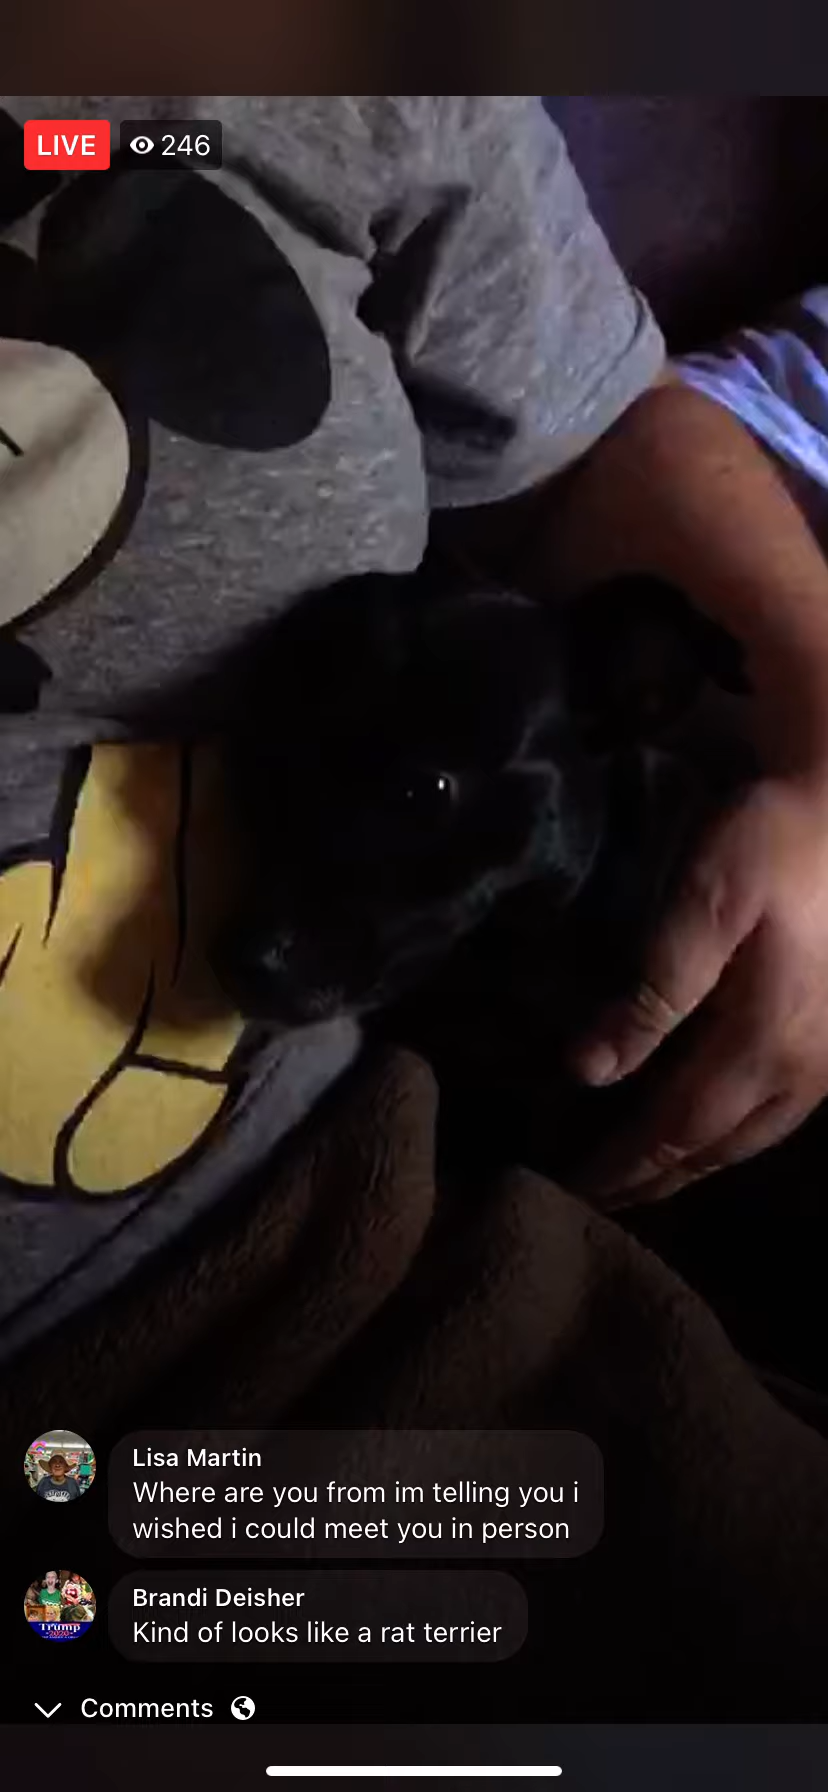 LIVE 246
Lisa Martin
Where are you from im telling you i
wished i could meet you in person
Brandi Deisher
Kind of looks like a rat terrier
Trump
Comments